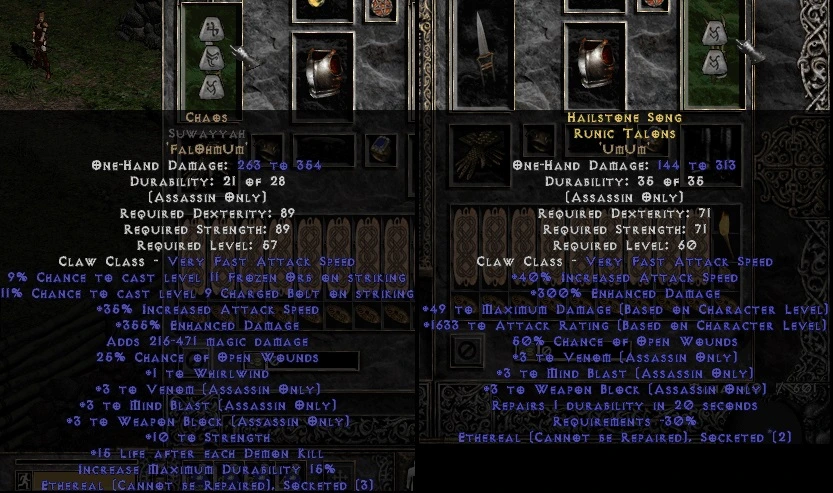 Chaos
Suwayyah
'FalOhmUm'
One-Hand Damage: 263 to 354
Durability: 21 of 28
(Assassin Only)
Required Dexterity: 89
Required Strength: 89
Required Level: 57
Claw Class - Very Fast Attack Speed
9% Chance to cast level 11 Frozen Orb on striking
11% Chance to cast level 9 Charged Bolt on striking
+35% Increased Attack Speed
+355% Enhanced Damage
Adds 216-471 magic damage
25% Chance of Open Wounds
+1 to Whirlwind
+3 to Venom (Assassin Only)
+3 to Mind Blast (Assassin Only)
+3 to Weapon Block (Assassin Only)
+10 to Strength
+15 Life after each Demon Kill
Increase Maximum Durability 15%
Ethereal (Cannot be Repaired), Socketed (3)
Hailstone Song
Runic Talons
'UmUm'
One-Hand Damage: 144 to 313
Durability: 35 of 35
(Assassin Only)
Required Dexterity: 71
Required Strength: 71
Required Level: 60
Claw Class - Very Fast Attack Speed
+40% Increased Attack Speed
+300% Enhanced Damage
+49 to Maximum Damage (Based on Character Level)
+1633 to Attack Rating (Based on Character Level)
50% Chance of Open Wounds
+3 to Venom (Assassin Only)
+3 to Mind Blast (Assassin Only)
+3 to Weapon Block (Assassin Only)
Repairs 1 durability in 20 seconds
Requirements -30%
Ethereal (Cannot be Repaired), Socketed (2)